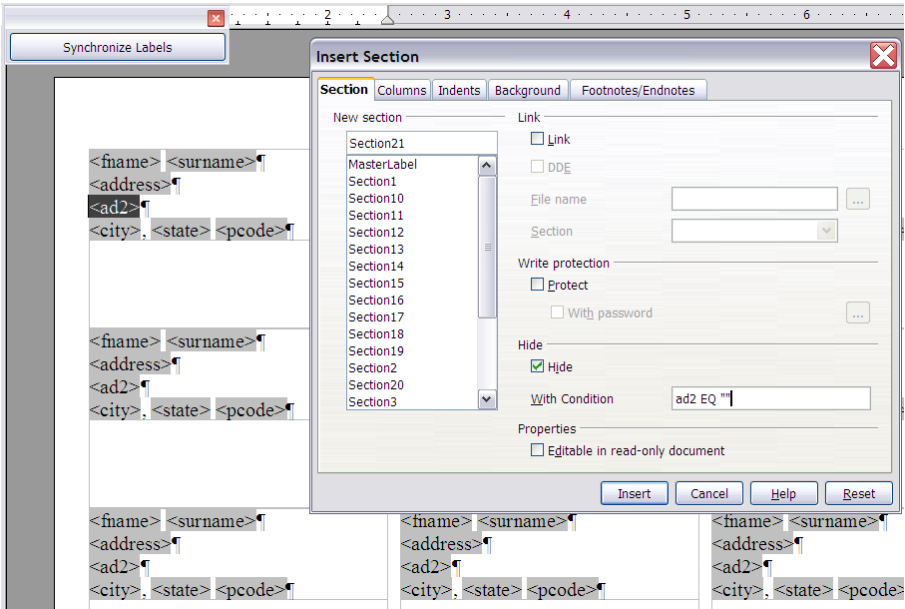 2 3 4 5 6
Synchronize Labels
Insert Section
Section Columns Indents Background Footnotes/Endnotes
New section
Section21
MasterLabel
Section1
Section10
Section11
Section12
Section13
Section14
Section15
Section16
Section17
Section18
Section19
Section2
Section20
Section3
Link
Link
DDE
File name
...
Section
Write protection
Protect
With password
...
Hide
Hide
With Condition
ad2 EQ ""
Properties
Editable in read-only document
Insert Cancel Help Reset
<fname> <surname>¶
<address>¶
<ad2>¶
<city>, <state> <pcode>¶
<fname> <surname>¶
<address>¶
<ad2>¶
<city>, <state> <pcode>¶
<fname> <surname>¶
<address>¶
<ad2>¶
<city>, <state> <pcode>¶
<fname> <surname>¶
<address>¶
<ad2>¶
<city>, <state> <pcode>¶
<fname> <surname>¶
<address>¶
<ad2>¶
<city>, <state> <pcode>